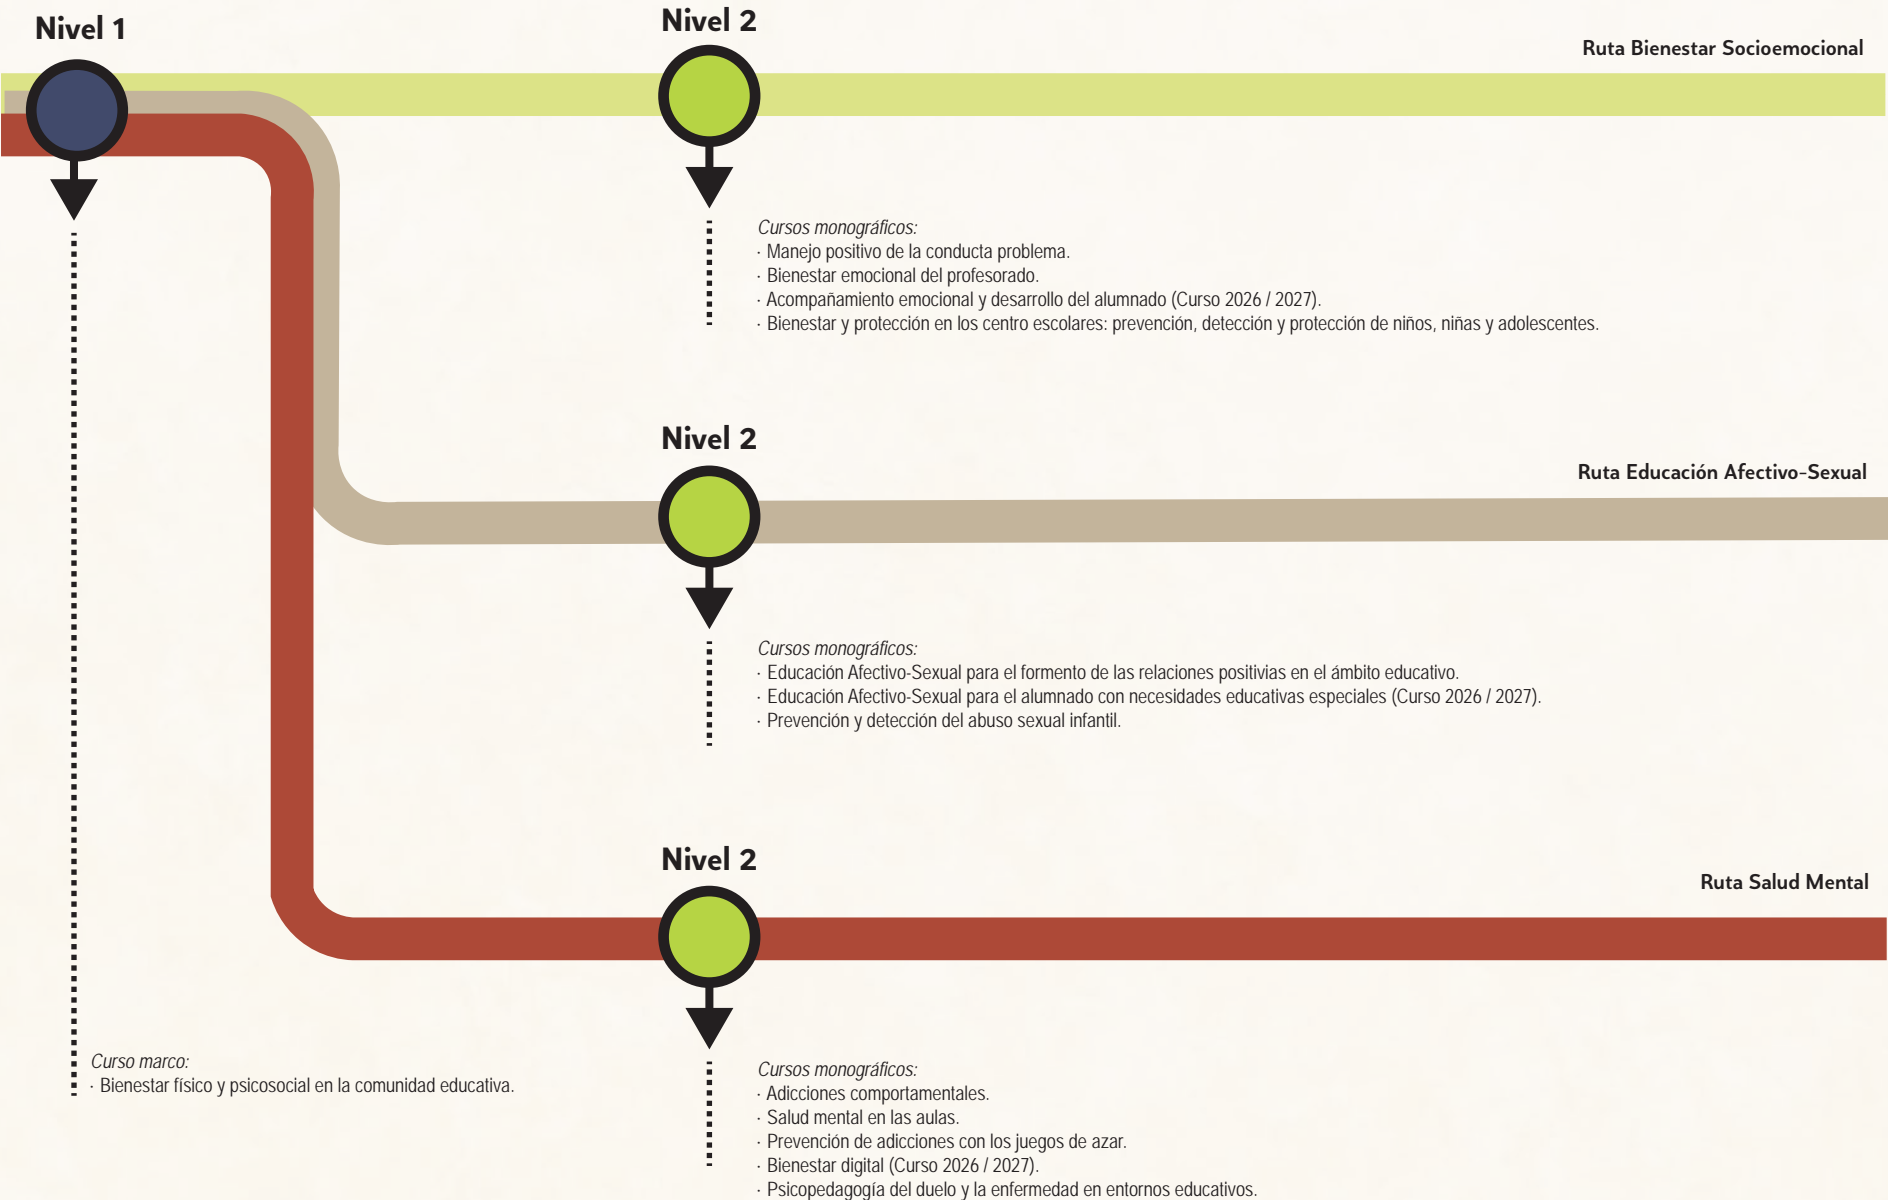 Nivel 1
Curso marco:
· Bienestar físico y psicosocial en la comunidad educativa.
Nivel 2
Ruta Bienestar Socioemocional
Cursos monográficos:
· Manejo positivo de la conducta problema.
· Bienestar emocional del profesorado.
· Acompañamiento emocional y desarrollo del alumnado (Curso 2026 / 2027).
· Bienestar y protección en los centro escolares: prevención, detección y protección de niños, niñas y adolescentes.
Nivel 2
Ruta Educación Afectivo-Sexual
Cursos monográficos:
· Educación Afectivo-Sexual para el formento de las relaciones positivias en el ámbito educativo.
· Educación Afectivo-Sexual para el alumnado con necesidades educativas especiales (Curso 2026 / 2027).
· Prevención y detección del abuso sexual infantil.
Nivel 2
Ruta Salud Mental
Cursos monográficos:
· Adicciones comportamentales.
· Salud mental en las aulas.
· Prevención de adicciones con los juegos de azar.
· Bienestar digital (Curso 2026 / 2027).
· Psicopedagogía del duelo y la enfermedad en entornos educativos.